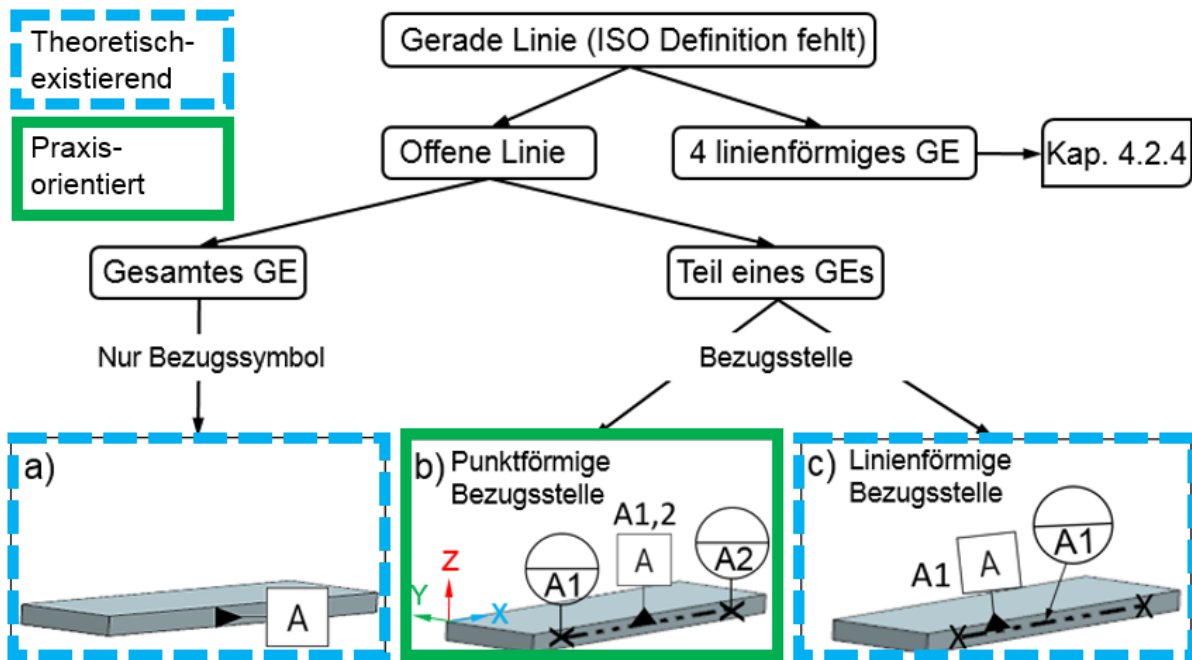 Theoretisch-
existierend
Praxis-
orientiert
Gerade Linie (ISO Definition fehlt)
Offene Linie
4 linienförmiges GE
Kap. 4.2.4
Gesamtes GE
Teil eines GEs
Nur Bezugssymbol
Bezugsstelle
a)
A
b) Punktförmige
Bezugsstelle
A1,2
A1
A
A2
Z
Y
X
c) Linienförmige
Bezugsstelle
A1
A
A1